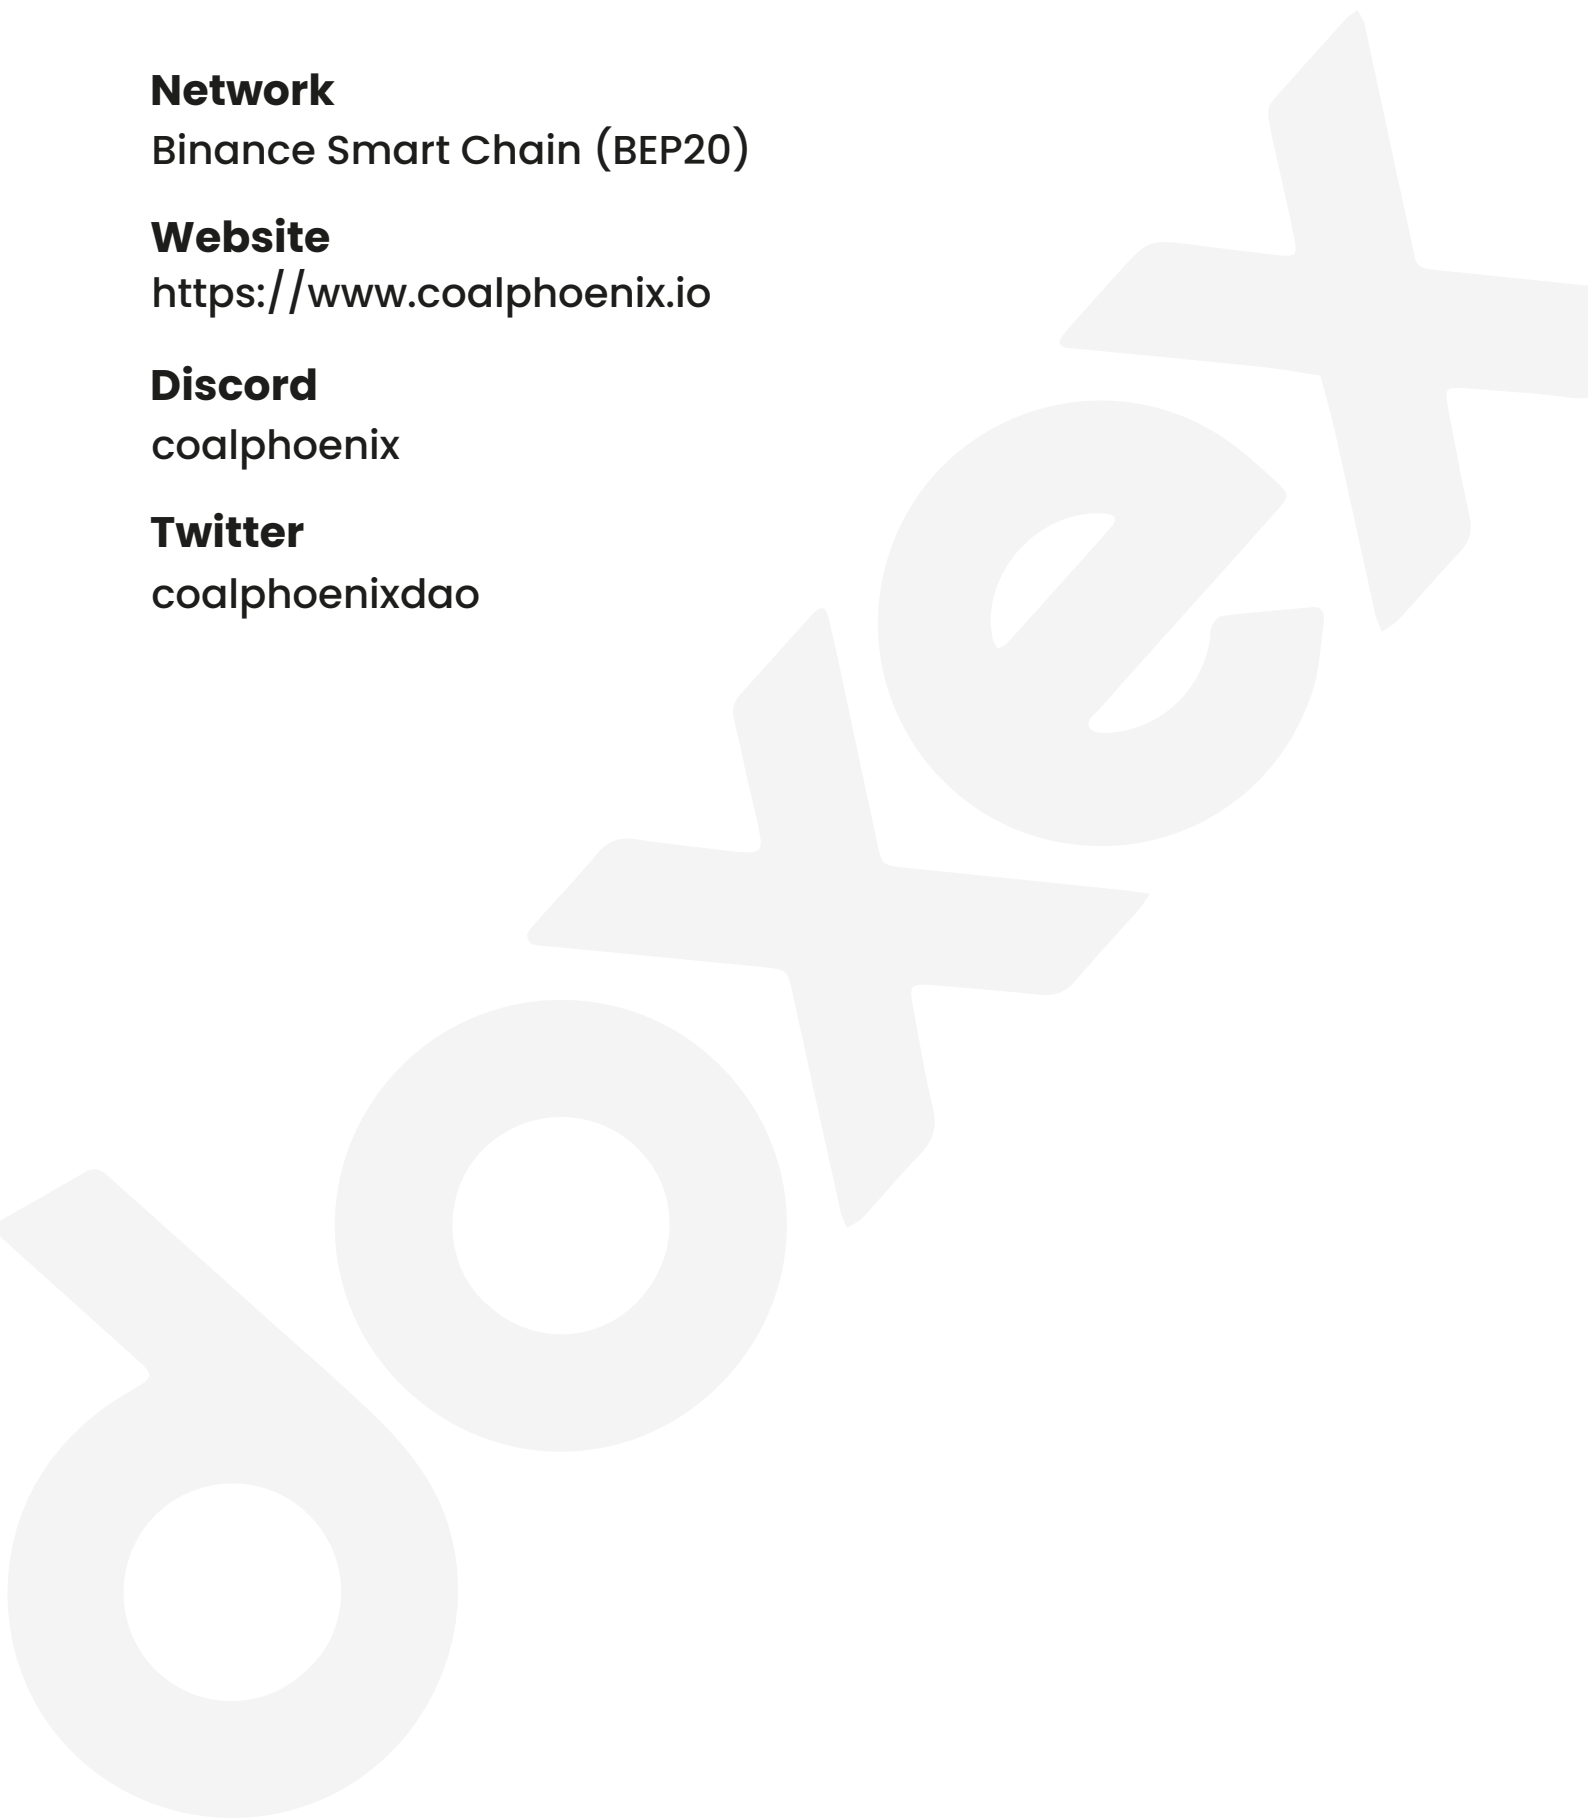 Network
Binance Smart Chain (BEP20)
Website
https://www.coalphoenix.io
Discord
coalphoenix
Twitter
coalphoenixdao
doxex